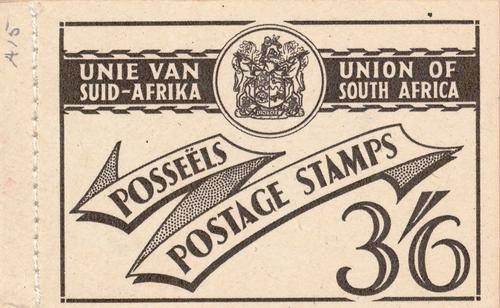 A15
UNIE VAN
SUID-AFRIKA
UNION OF
SOUTH AFRICA
POSSEËLS
POSTAGE STAMPS
3/6